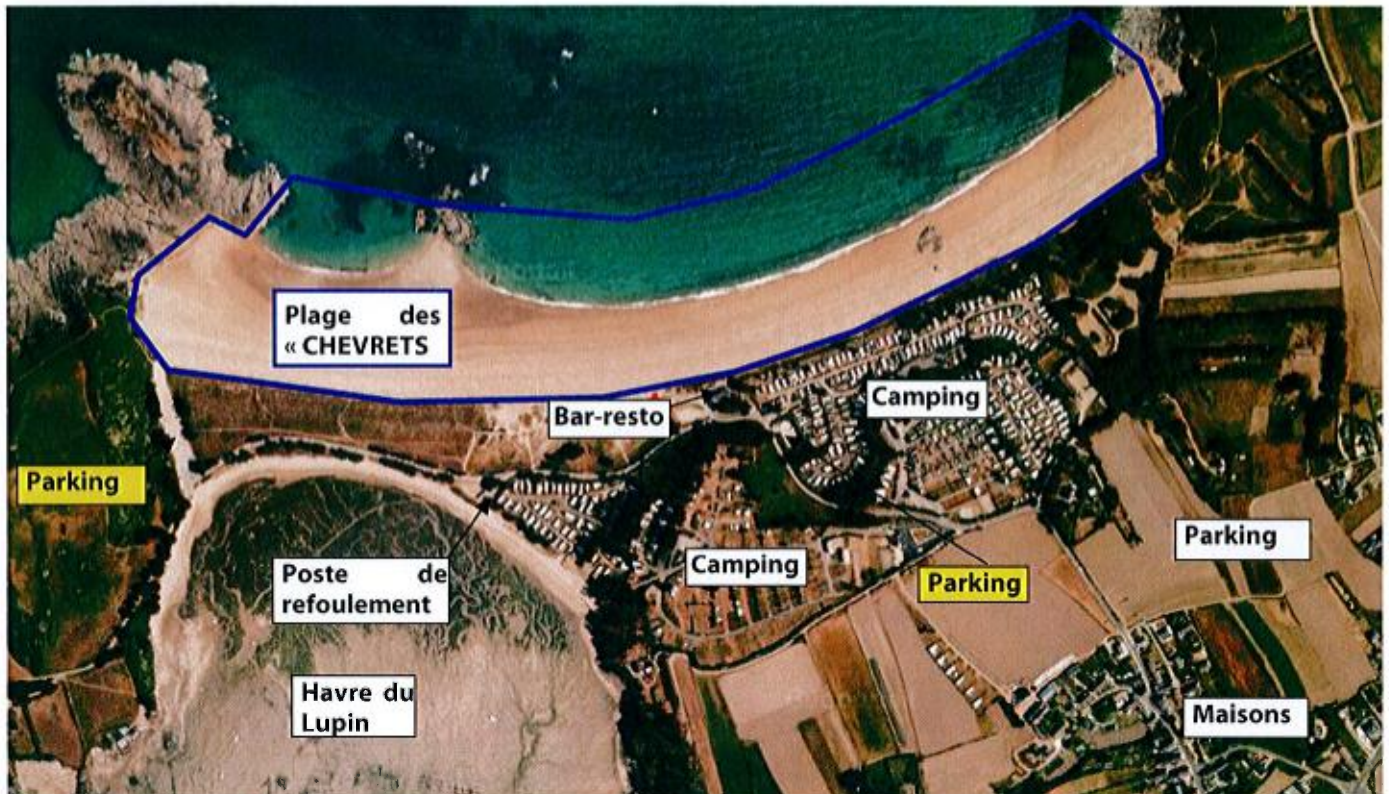 Plage des
« CHEVRETS
Bar-resto
Camping
Parking
Poste de
refoulement
Camping
Parking
Parking
Havre du
Lupin
Maisons